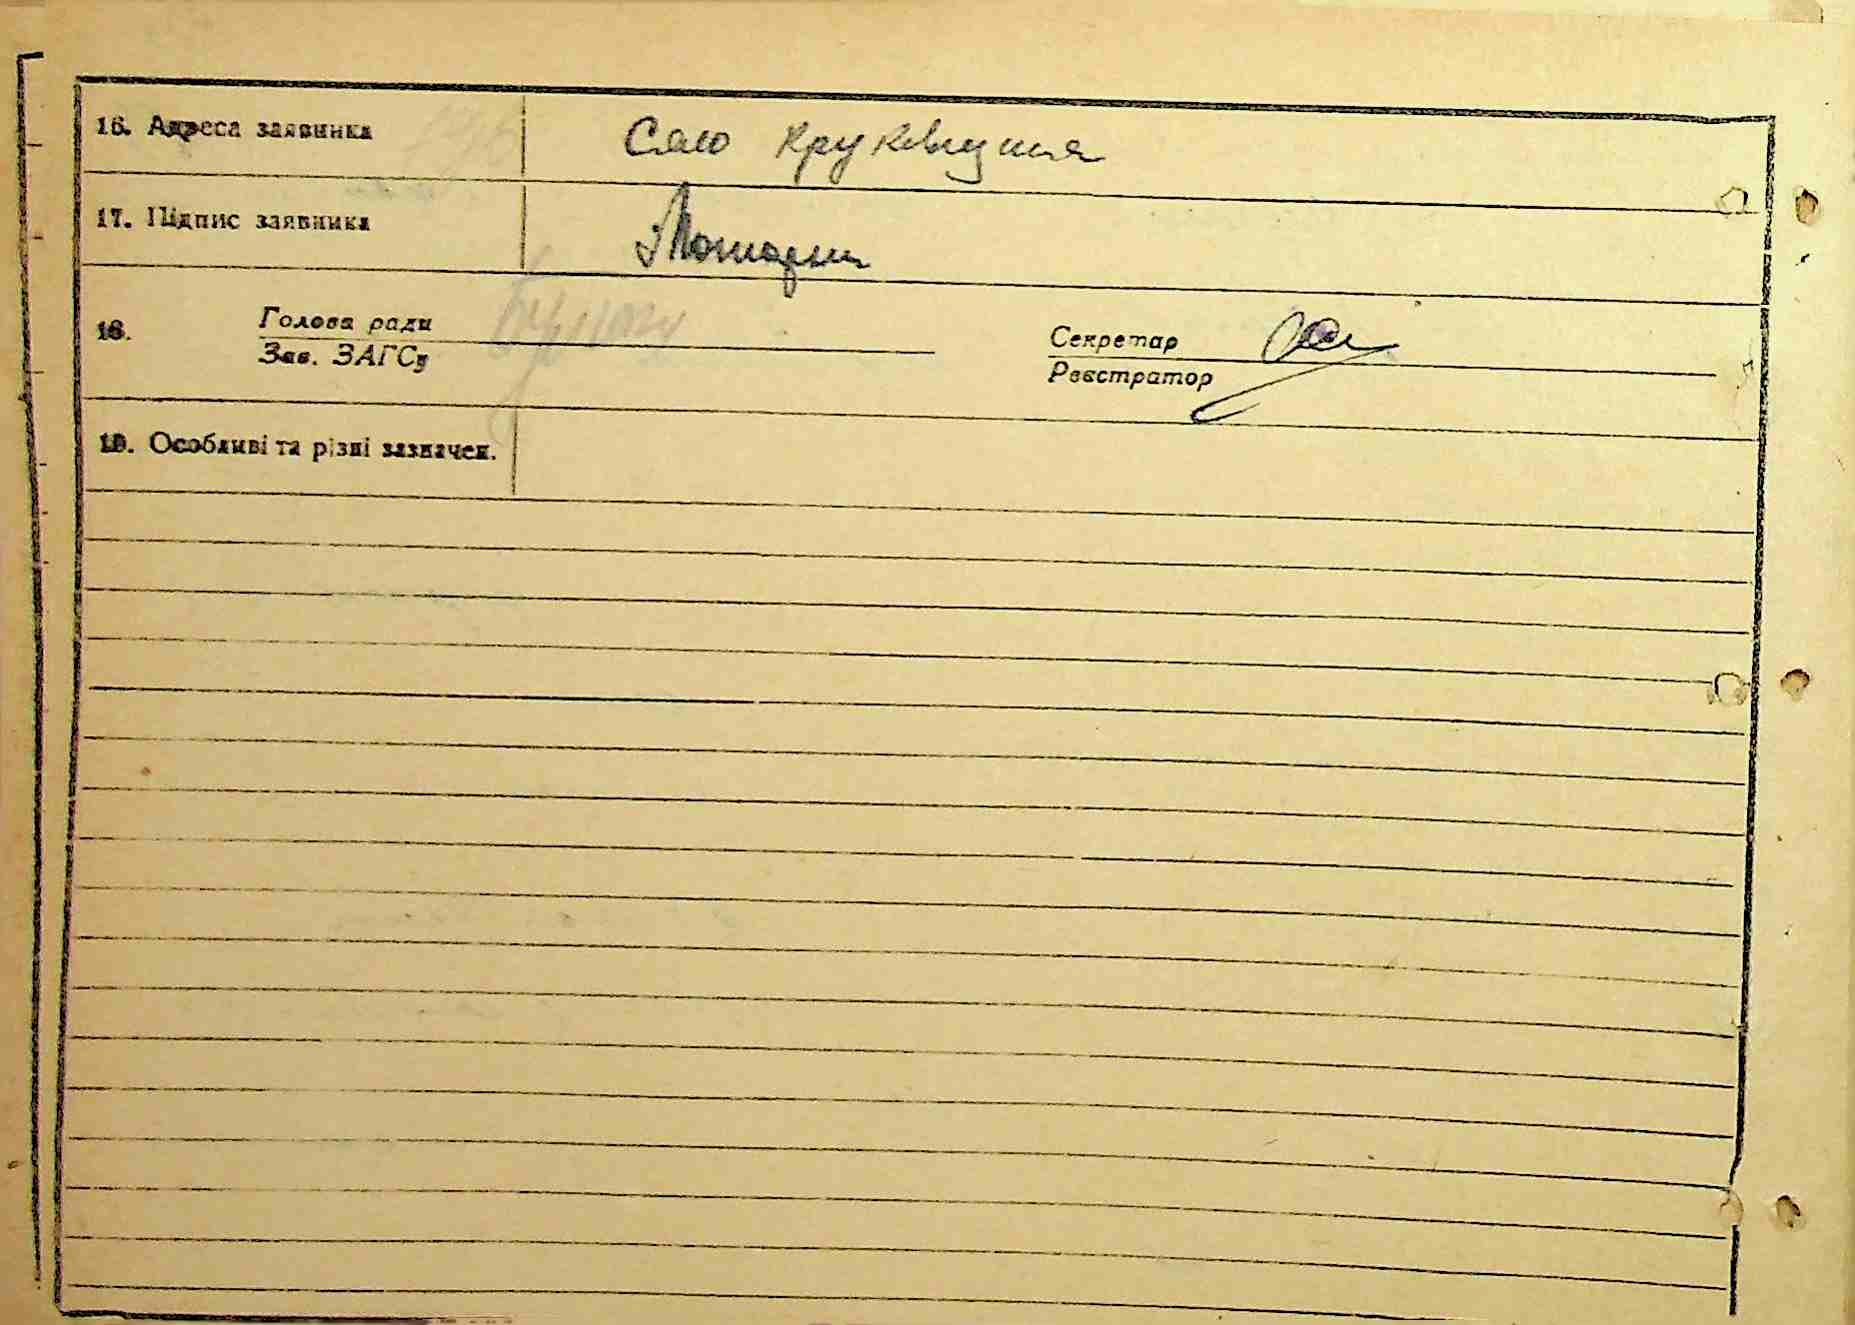 16. Адреса заявника Село Круковщина
17. Підпис заявника
18. Голова ради Секретар
Зав. ЗАГСу Реєстратор
19. Особливі та різні зазначен.